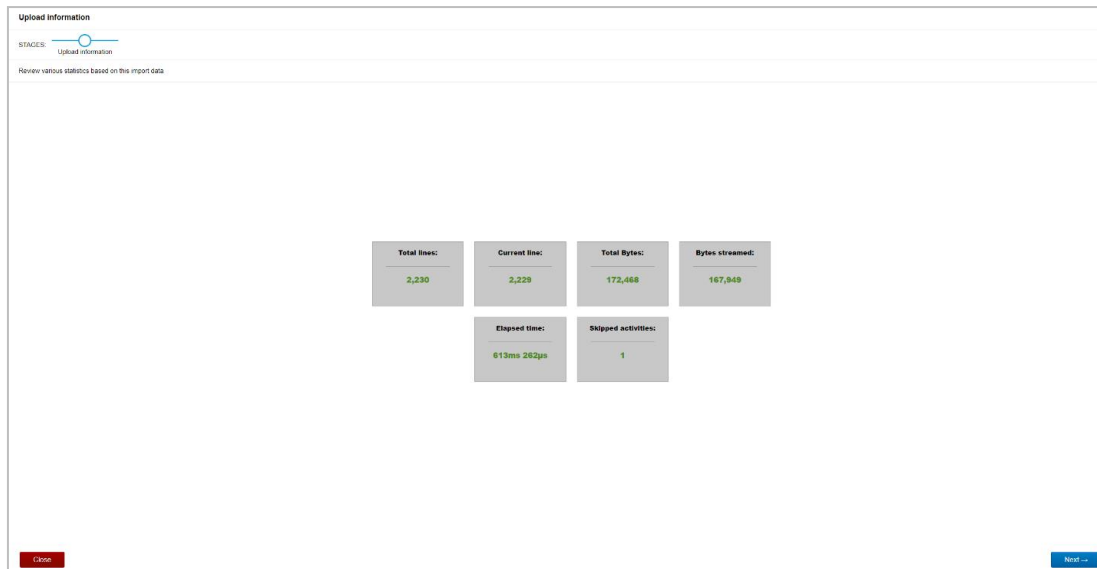 Upload information
STAGES:
Upload information
Review various statistics based on this import data
Total lines: Current line: Total Bytes: Bytes streamed:
2,230 2,229 172,468 167,949
Elapsed time: Skipped activities:
613ms 262µs 1
Close Next →